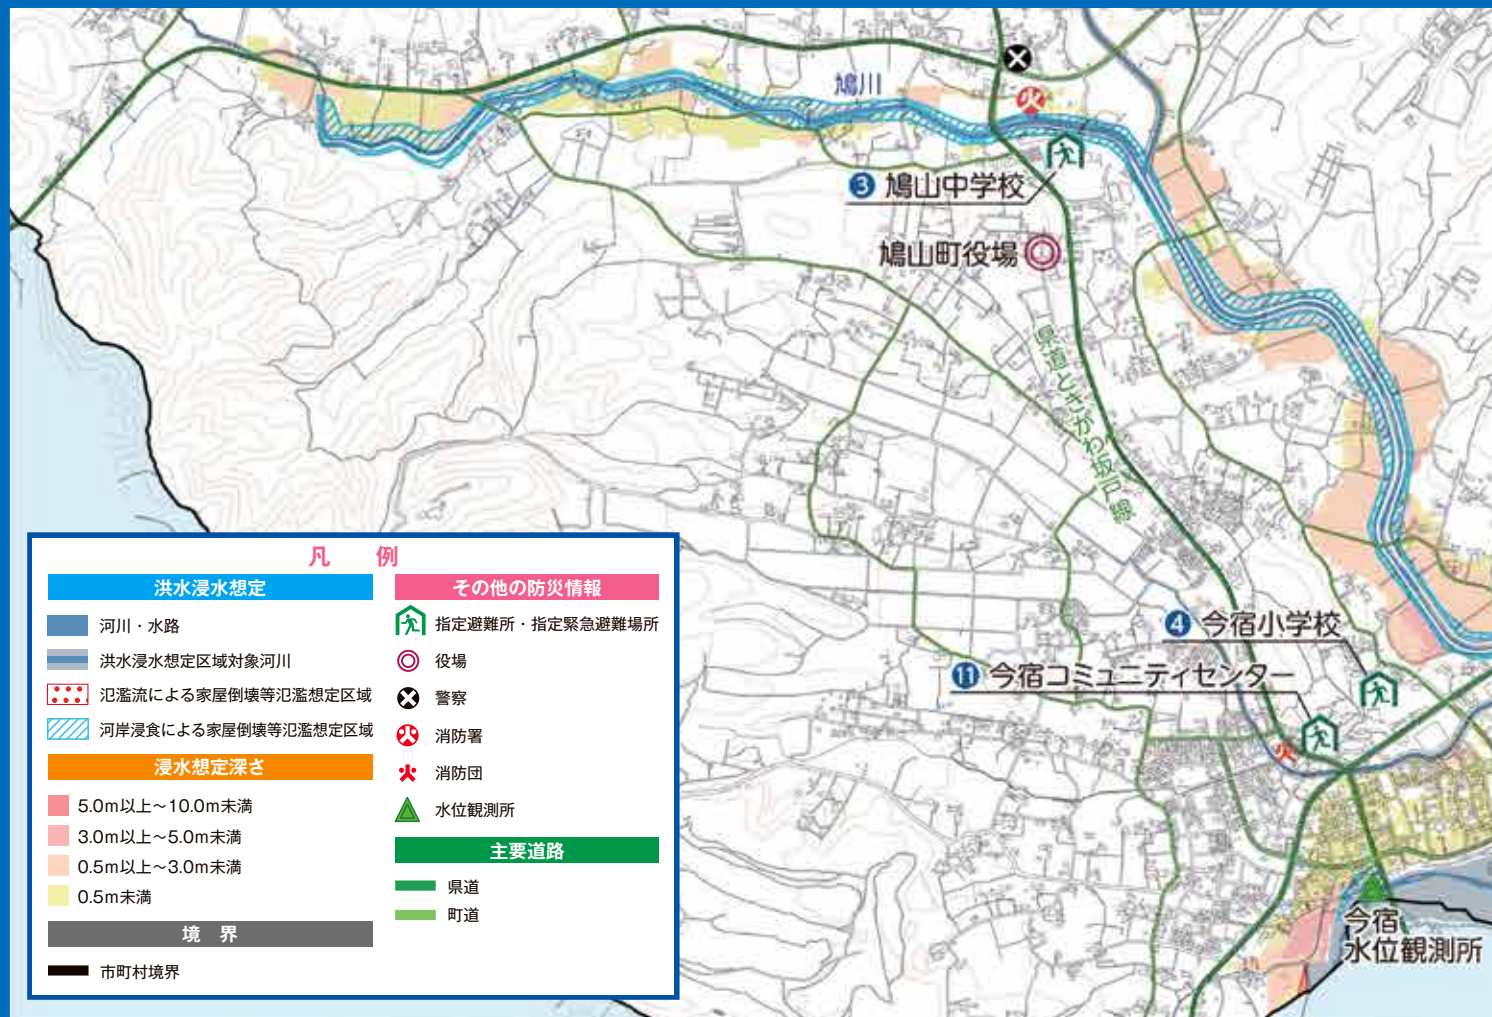 鳩川
❸ 鳩山中学校
鳩山町役場
県道ときがわ坂戸線
❹ 今宿小学校
⓫ 今宿コミュニティセンター
今宿
水位観測所
凡 例
洪水浸水想定
河川・水路
洪水浸水想定区域対象河川
氾濫流による家屋倒壊等氾濫想定区域
河岸浸食による家屋倒壊等氾濫想定区域
浸水想定深さ
5.0m以上～10.0m未満
3.0m以上～5.0m未満
0.5m以上～3.0m未満
0.5m未満
境 界
市町村境界
その他の防災情報
指定避難所・指定緊急避難場所
役場
警察
消防署
消防団
水位観測所
主要道路
県道
町道